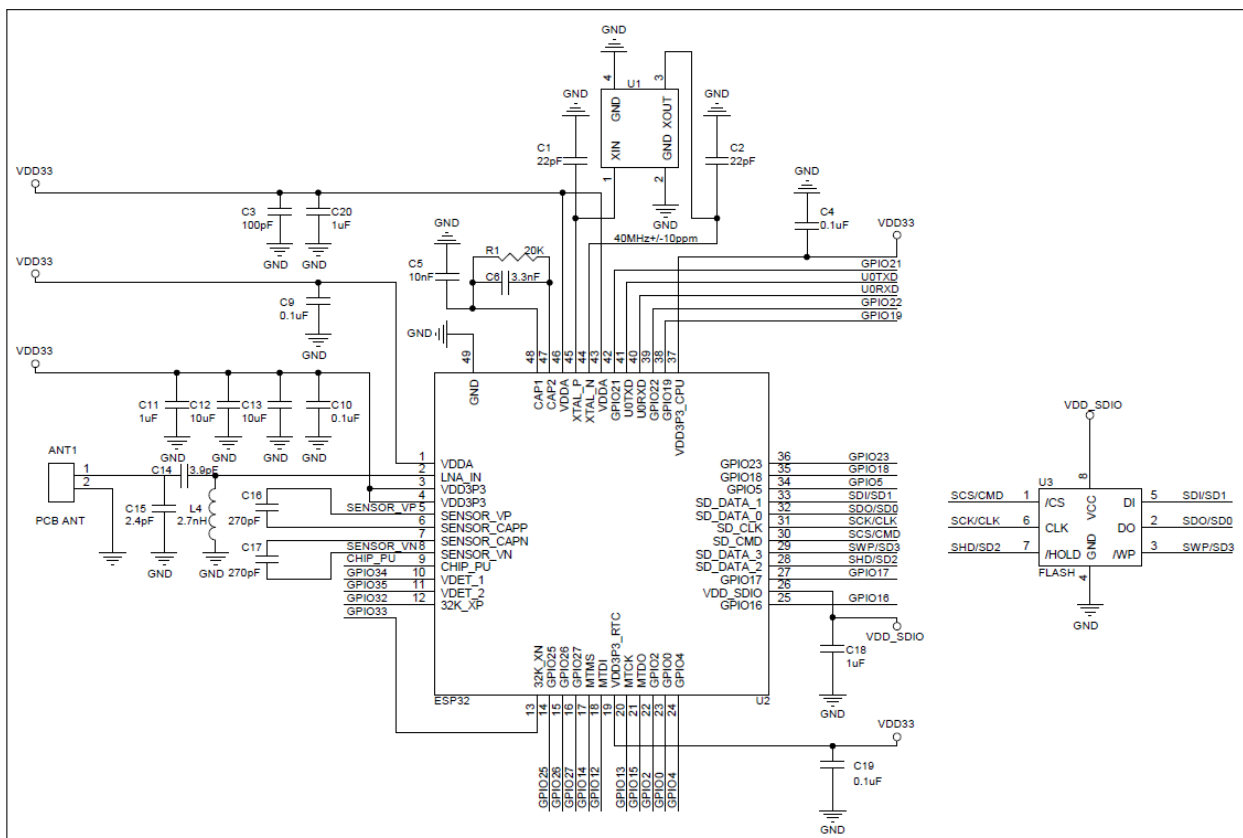 GND
GND
4
3
U1
GND
XOUT
XIN
GND
1
2
GND
GND
C1
22pF
GND
C2
22pF
40MHz+/-10ppm
VDD33
C3
100pF
GND
C20
1uF
GND
VDD33
C9
0.1uF
GND
GND
C5
10nF
R1
20K
C6
3.3nF
GND
C4
0.1uF
VDD33
GPIO21
U0TXD
U0RXD
GPIO22
GPIO19
VDD33
C11
1uF
GND
C12
10uF
GND
C13
10uF
GND
C10
0.1uF
GND
GND
49
48
47
46
45
44
43
42
41
40
39
38
37
GND
CAP1
CAP2
VDDA
XTAL_P
XTAL_N
VDDA
GPIO21
U0TXD
U0RXD
GPIO22
GPIO19
VDD3P3_CPU
ANT1
1
2
PCB ANT
GND
C14
3.9pF
C15
2.4pF
GND
L4
2.7nH
GND
C16
270pF
C17
270pF
SENSOR_VP
SENSOR_VN
CHIP_PU
GPIO34
GPIO35
GPIO32
GPIO33
1
VDDA
2
LNA_IN
3
VDD3P3
4
VDD3P3
5
SENSOR_VP
6
SENSOR_CAPP
7
SENSOR_CAPN
8
SENSOR_VN
9
CHIP_PU
10
VDET_1
11
VDET_2
12
32K_XP
GPIO23
36
GPIO23
GPIO18
35
GPIO18
GPIO5
34
GPIO5
SD_DATA_1
33
SDI/SD1
SD_DATA_0
32
SDO/SD0
SD_CLK
31
SCK/CLK
SD_CMD
30
SCS/CMD
SD_DATA_3
29
SWP/SD3
SD_DATA_2
28
SHD/SD2
GPIO17
27
GPIO17
VDD_SDIO
26
GPIO16
25
GPIO16
VDD_SDIO
C18
1uF
GND
32K_XN
GPIO25
GPIO26
GPIO27
MTMS
MTDI
VDD3P3_RTC
MTCK
MTDO
GPIO2
GPIO0
GPIO4
ESP32
U2
13
14
15
16
17
18
19
20
21
22
23
24
GPIO25
GPIO26
GPIO27
GPIO14
GPIO12
GPIO13
GPIO15
GPIO2
GPIO0
GPIO4
VDD33
C19
0.1uF
GND
VDD_SDIO
8
U3
SCS/CMD
1
/CS
VCC
DI
5
SDI/SD1
SCK/CLK
6
CLK
DO
2
SDO/SD0
SHD/SD2
7
/HOLD
GND
/WP
3
SWP/SD3
FLASH
4
GND